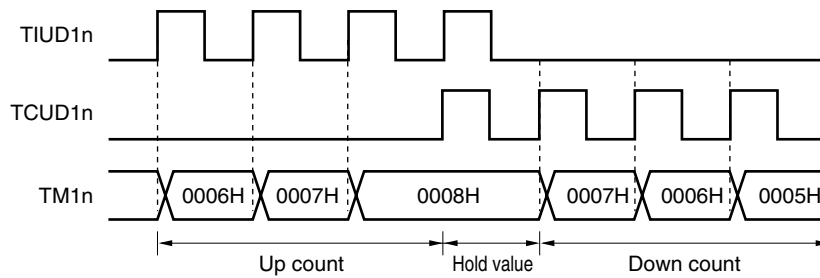 TIUD1n
TCUD1n
TM1n 0006H 0007H 0008H 0007H 0006H 0005H
Up count Hold value Down count